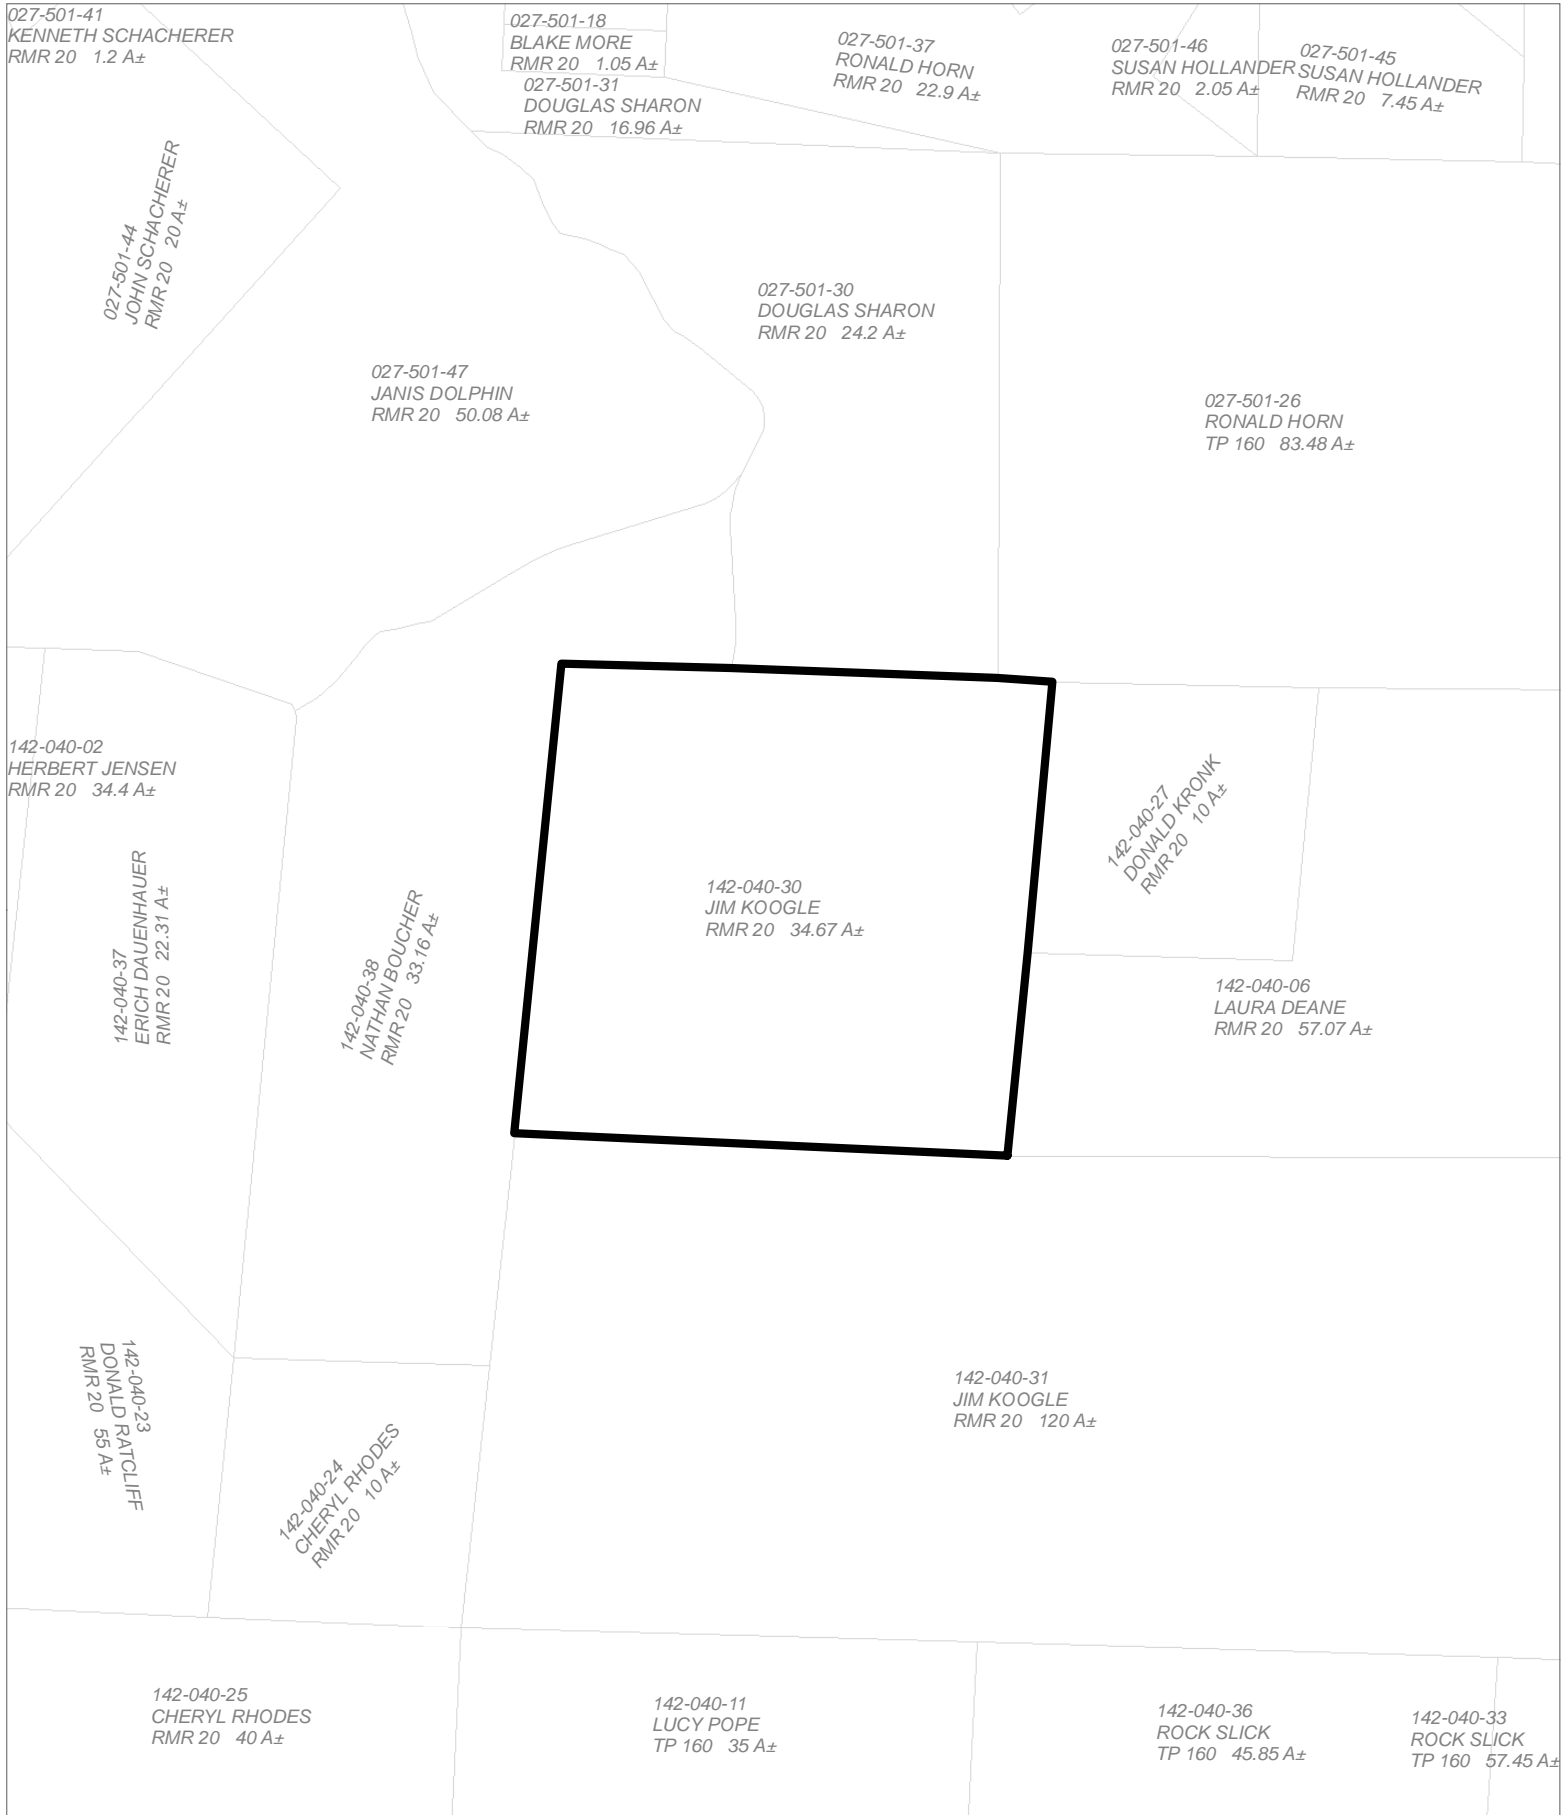 027-501-41
KENNETH SCHACHERER
RMR 20 1.2 A±
027-501-18
BLAKE MORE
RMR 20 1.05 A±
027-501-31
DOUGLAS SHARON
RMR 20 16.96 A±
027-501-37
RONALD HORN
RMR 20 22.9 A±
027-501-46
SUSAN HOLLANDER
RMR 20 2.05 A±
027-501-45
SUSAN HOLLANDER
RMR 20 7.45 A±
027-501-44
JOHN SCHACHERER
RMR 20 20 A±
027-501-30
DOUGLAS SHARON
RMR 20 24.2 A±
027-501-47
JANIS DOLPHIN
RMR 20 50.08 A±
027-501-26
RONALD HORN
TP 160 83.48 A±
142-040-02
HERBERT JENSEN
RMR 20 34.4 A±
142-040-27
DONALD KRONK
RMR 20 10 A±
142-040-37
ERICH DAUENHAUER
RMR 20 22.31 A±
142-040-38
NATHAN BOUCHER
RMR 20 33.16 A±
142-040-30
JIM KOOGLE
RMR 20 34.67 A±
142-040-06
LAURA DEANE
RMR 20 57.07 A±
142-040-23
DONALD RATCLIFF
RMR 20 55 A±
142-040-24
CHERYL RHODES
RMR 20 10 A±
142-040-31
JIM KOOGLE
RMR 20 120 A±
142-040-25
CHERYL RHODES
RMR 20 40 A±
142-040-11
LUCY POPE
TP 160 35 A±
142-040-36
ROCK SLICK
TP 160 45.85 A±
142-040-33
ROCK SLICK
TP 160 57.45 A±